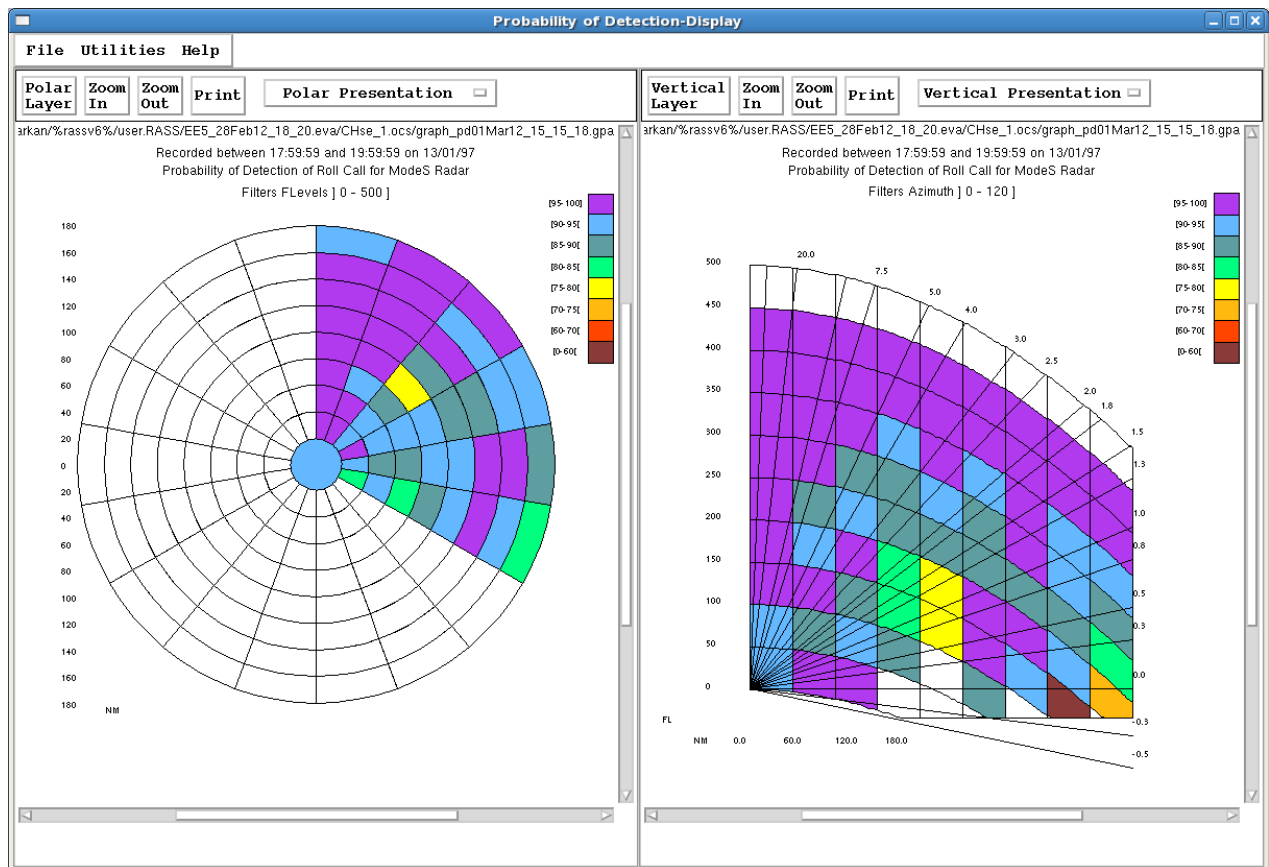 Probability of Detection-Display
File Utilities Help
Polar Layer
Zoom In
Zoom Out
Print
Polar Presentation
arkan/%rassv6%/user.RASS/EE5_28Feb12_18_20.eva/CHse_1.ocs/graph_pd01Mar12_15_15_18.gpa
Recorded between 17:59:59 and 19:59:59 on 13/01/97
Probability of Detection of Roll Call for ModeS Radar
Filters FLevels ] 0 - 500 ]
[95-100]
[90-95[
[85-90[
[80-85[
[75-80[
[70-75[
[60-70[
[0-60[
180
160
140
120
100
80
60
40
20
0
20
40
60
80
100
120
140
160
180
NM
Vertical Layer
Zoom In
Zoom Out
Print
Vertical Presentation
arkan/%rassv6%/user.RASS/EE5_28Feb12_18_20.eva/CHse_1.ocs/graph_pd01Mar12_15_15_18.gpa
Recorded between 17:59:59 and 19:59:59 on 13/01/97
Probability of Detection of Roll Call for ModeS Radar
Filters Azimuth ] 0 - 120 ]
[95-100]
[90-95[
[85-90[
[80-85[
[75-80[
[70-75[
[60-70[
[0-60[
500
450
400
350
300
250
200
150
100
50
0
FL
20.0
7.5
5.0
4.0
3.0
2.5
2.0
1.8
1.5
1.3
1.0
0.8
0.5
0.3
0.0
-0.3
-0.5
NM 0.0 60.0 120.0 180.0